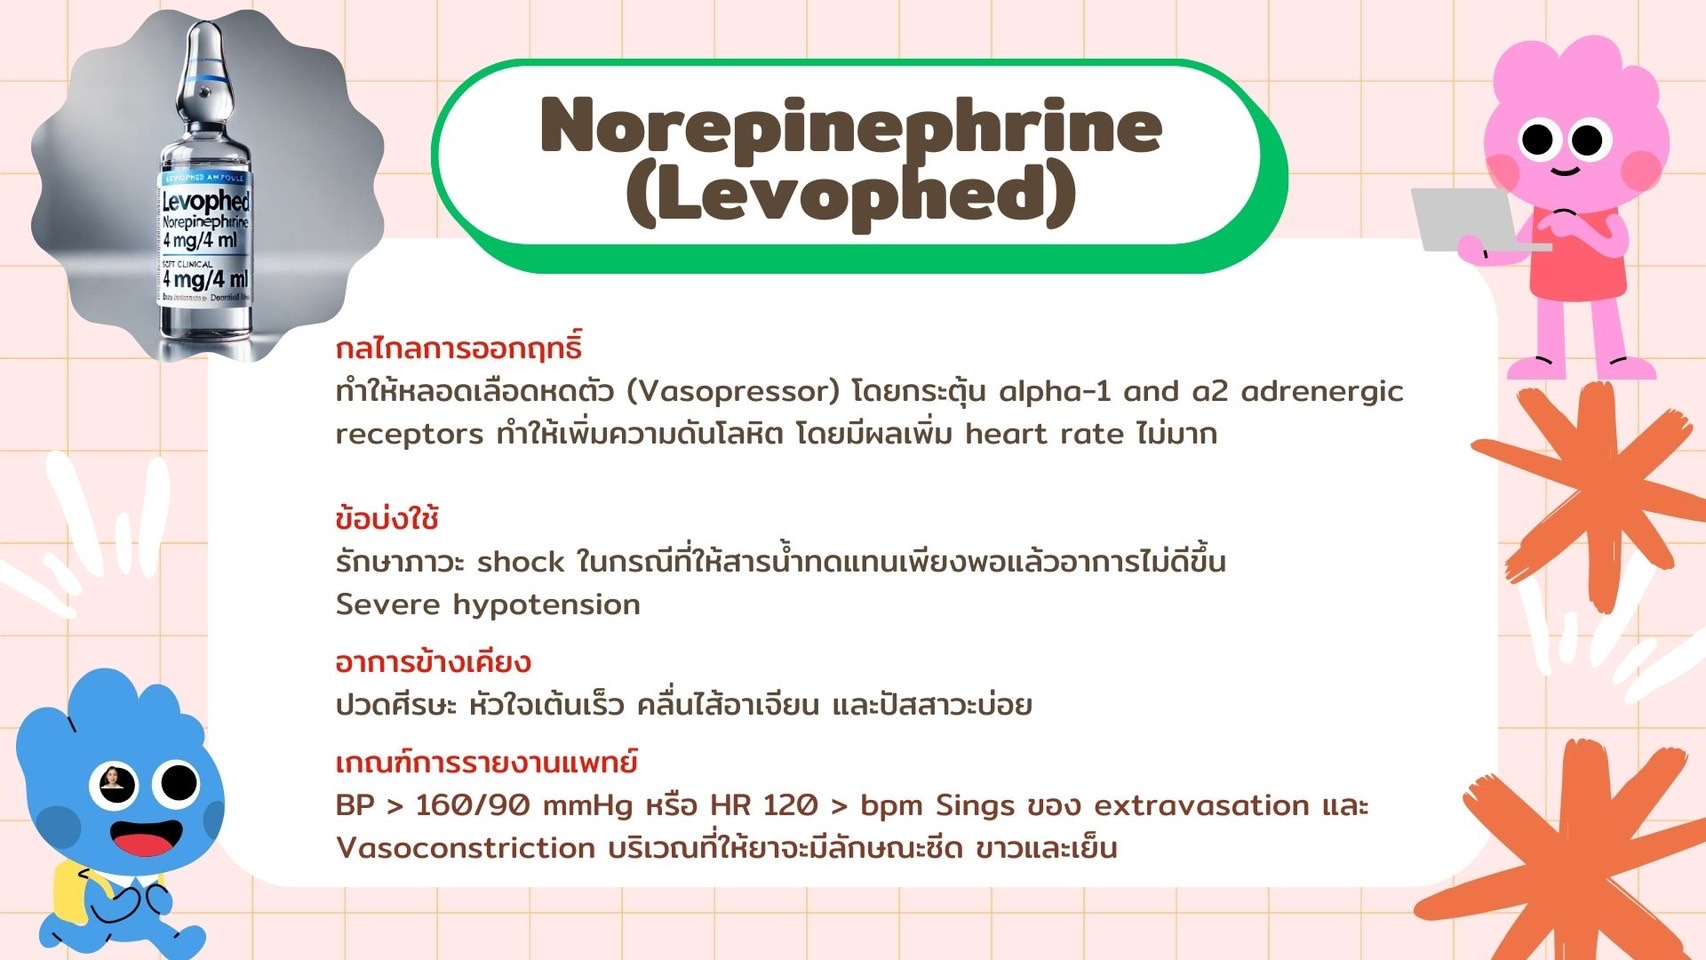 Norepinephrine
(Levophed)
LEVOPHED AMPOULE
Levophed
Norepinephrine
4 mg/4 ml
SOFT CLINICAL
4 mg/4 ml
กลไกลการออกฤทธิ์
ทำให้หลอดเลือดหดตัว (Vasopressor) โดยกระตุ้น alpha-1 and a2 adrenergic
receptors ทำให้เพิ่มความดันโลหิต โดยมีผลเพิ่ม heart rate ไม่มาก
ข้อบ่งใช้
รักษาภาวะ shock ในกรณีที่ให้สารน้ำทดแทนเพียงพอแล้วอาการไม่ดีขึ้น
Severe hypotension
อาการข้างเคียง
ปวดศีรษะ หัวใจเต้นเร็ว คลื่นไส้อาเจียน และปัสสาวะบ่อย
เกณฑ์การรายงานแพทย์
BP > 160/90 mmHg หรือ HR 120 > bpm Sings ของ extravasation และ
Vasoconstriction บริเวณที่ให้ยาจะมีลักษณะซีด ขาวและเย็น